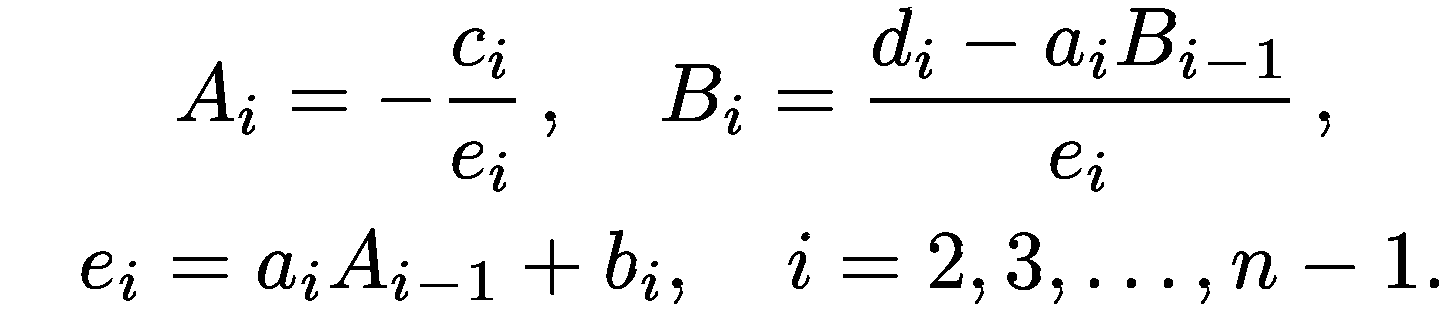 A_i = -\frac{c_i}{e_i} , \quad B_i = \frac{d_i - a_i B_{i-1}}{e_i} ,
e_i = a_i A_{i-1} + b_i, \quad i = 2, 3, \ldots, n - 1.